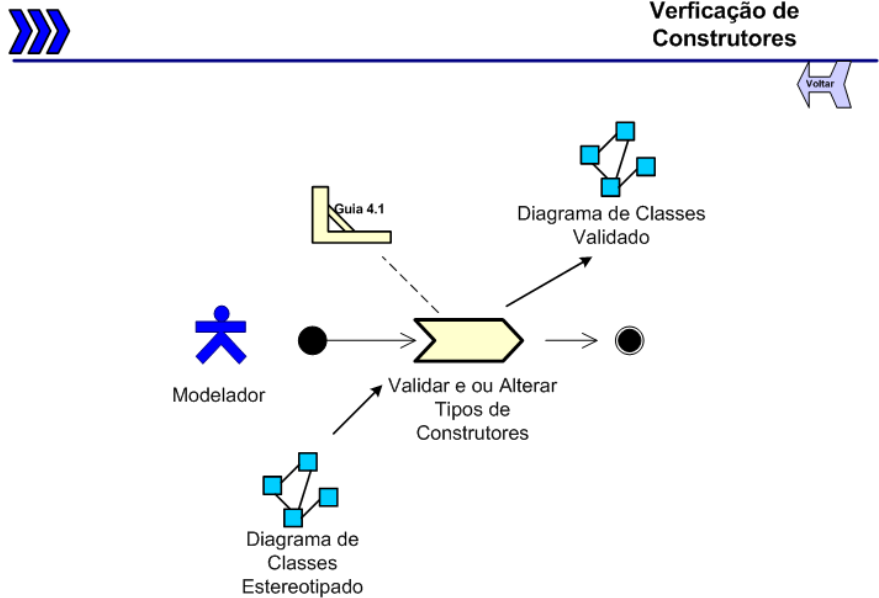 Verficação de
Construtores
Voltar
Diagrama de Classes
Validado
Guia 4.1
Modelador
Validar e ou Alterar
Tipos de
Construtores
Diagrama de
Classes
Estereotipado